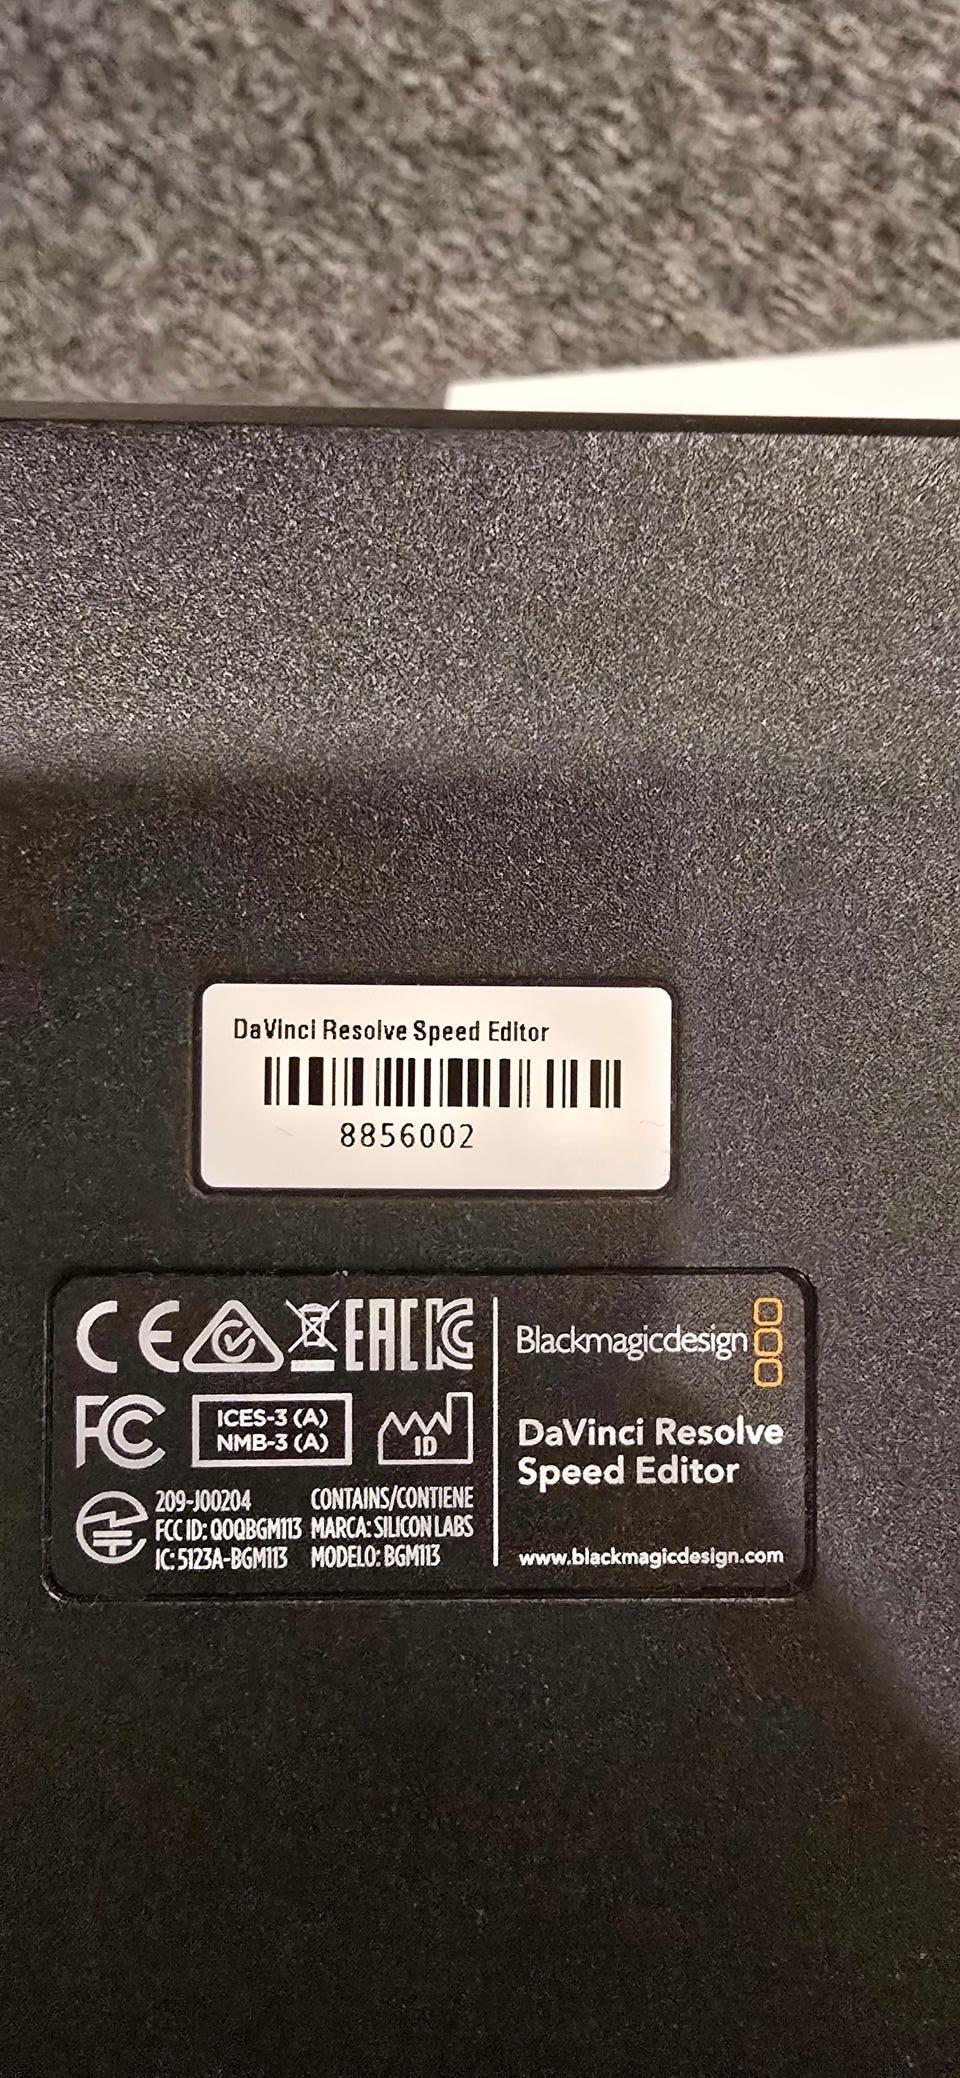 DaVinci Resolve Speed Editor
8856002
CE EAC
FC ICES-3 (A)
NMB-3 (A)
ID
209-J00204 CONTAINS/CONTIENE
FCC ID: QOQBGM113 MARCA: SILICON LABS
IC: 5123A-BGM113 MODELO: BGM113
Blackmagicdesign
DaVinci Resolve
Speed Editor
www.blackmagicdesign.com